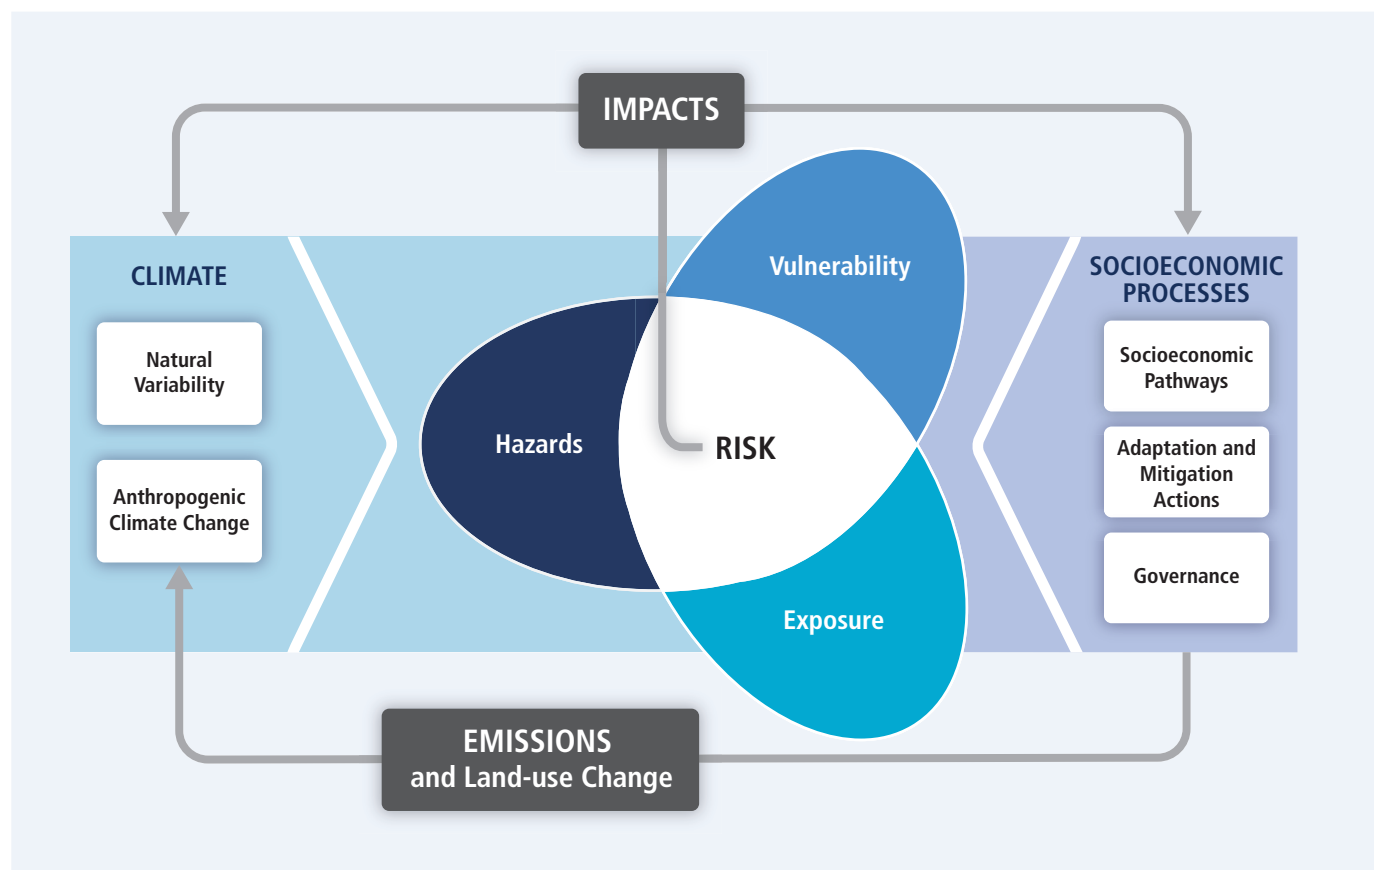 IMPACTS
CLIMATE
Natural
Variability
Anthropogenic
Climate Change
Vulnerability
Hazards
RISK
Exposure
SOCIOECONOMIC
PROCESSES
Socioeconomic
Pathways
Adaptation and
Mitigation
Actions
Governance
EMISSIONS
and Land-use Change